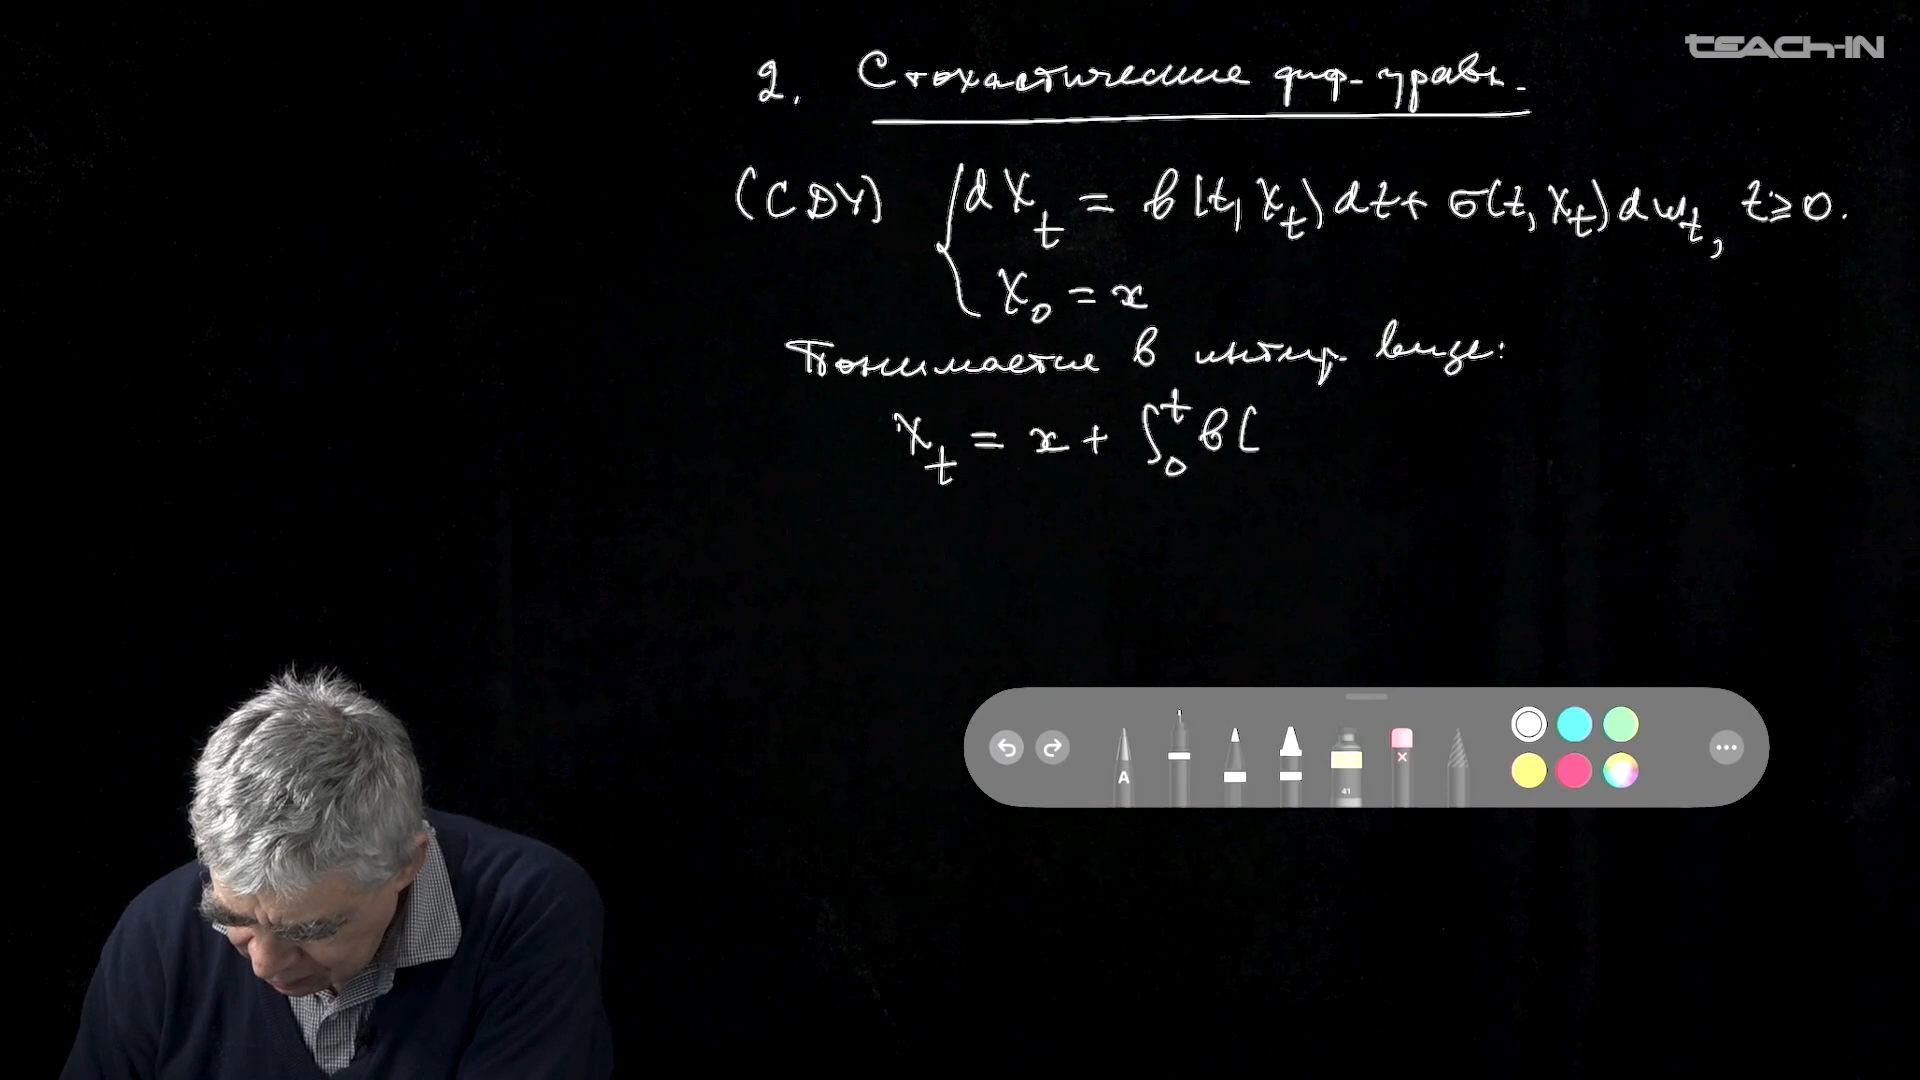 TEACH-IN
2. Стохастические диф. уравн.
(СДУ) { dX_t = b(t, X_t)dt + σ(t, X_t)dw_t, t ≥ 0.
X_0 = x
Понимается в интегр. виде:
X_t = x + ∫_0^t b(
A
41